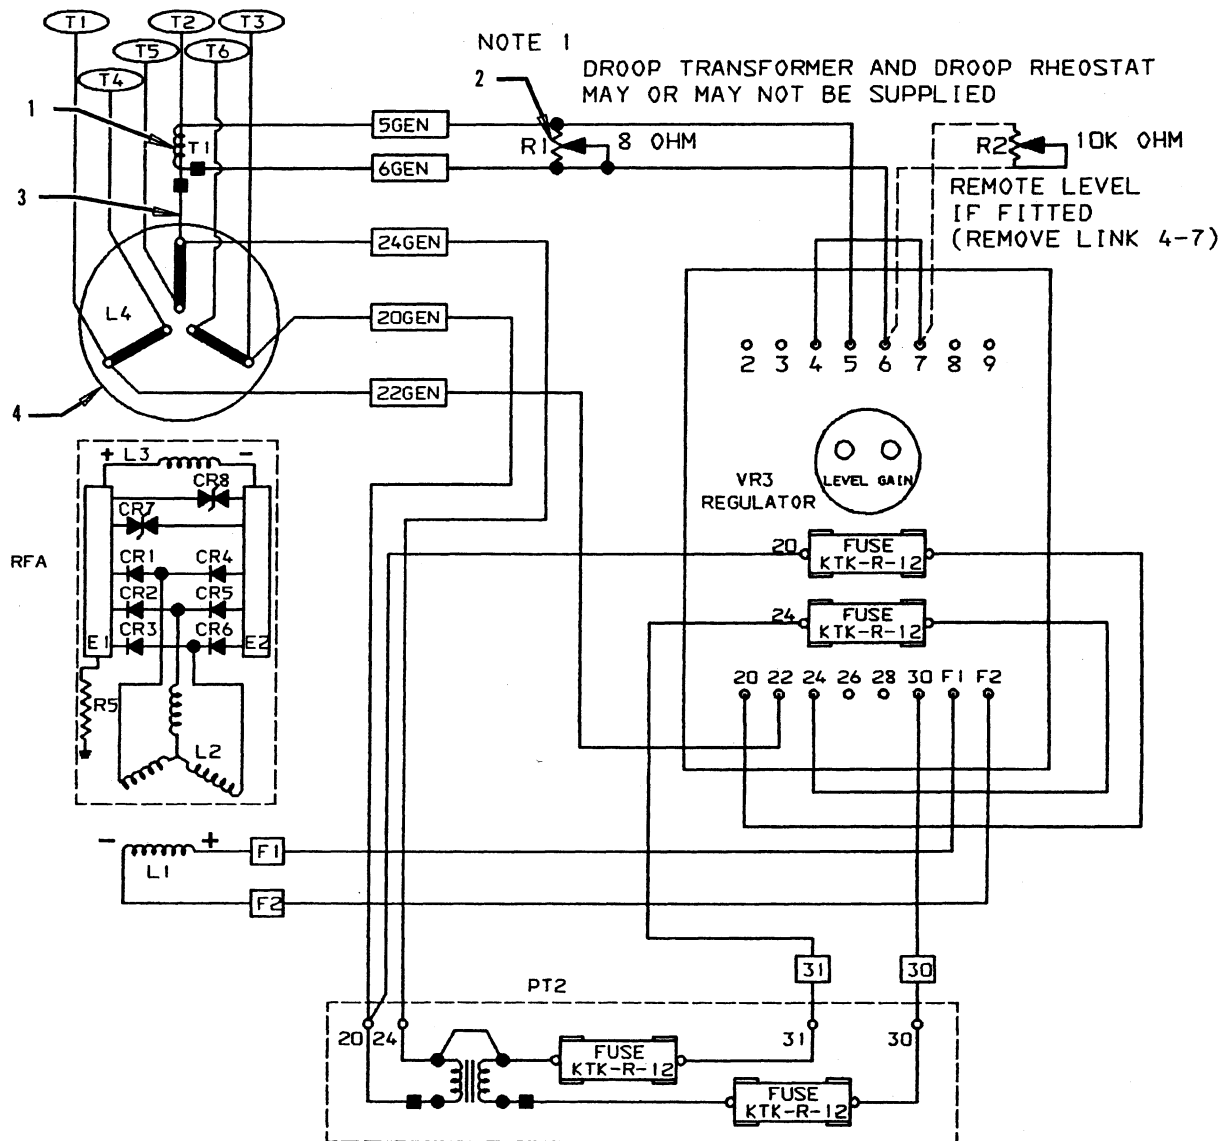 T1 T2 T3
T5 T6
T4
NOTE 1
2
DROOP TRANSFORMER AND DROOP RHEOSTAT
MAY OR MAY NOT BE SUPPLIED
1
T1
5GEN
R1
8 OHM
R2
10K OHM
6GEN
REMOTE LEVEL
IF FITTED
(REMOVE LINK 4-7)
3
24GEN
L4
20GEN
22GEN
4
2 3 4 5 6 7 8 9
VR3
REGULATOR
LEVEL GAIN
+ L3 -
CR8
CR7
RFA
CR1 CR4
CR2 CR5
CR3 CR6
E1 E2
R5
L2
20
FUSE
KTK-R-12
24
FUSE
KTK-R-12
20 22 24 26 28 30 F1 F2
- +
L1
F1
F2
31
30
PT2
20 24
31
30
FUSE
KTK-R-12
FUSE
KTK-R-12